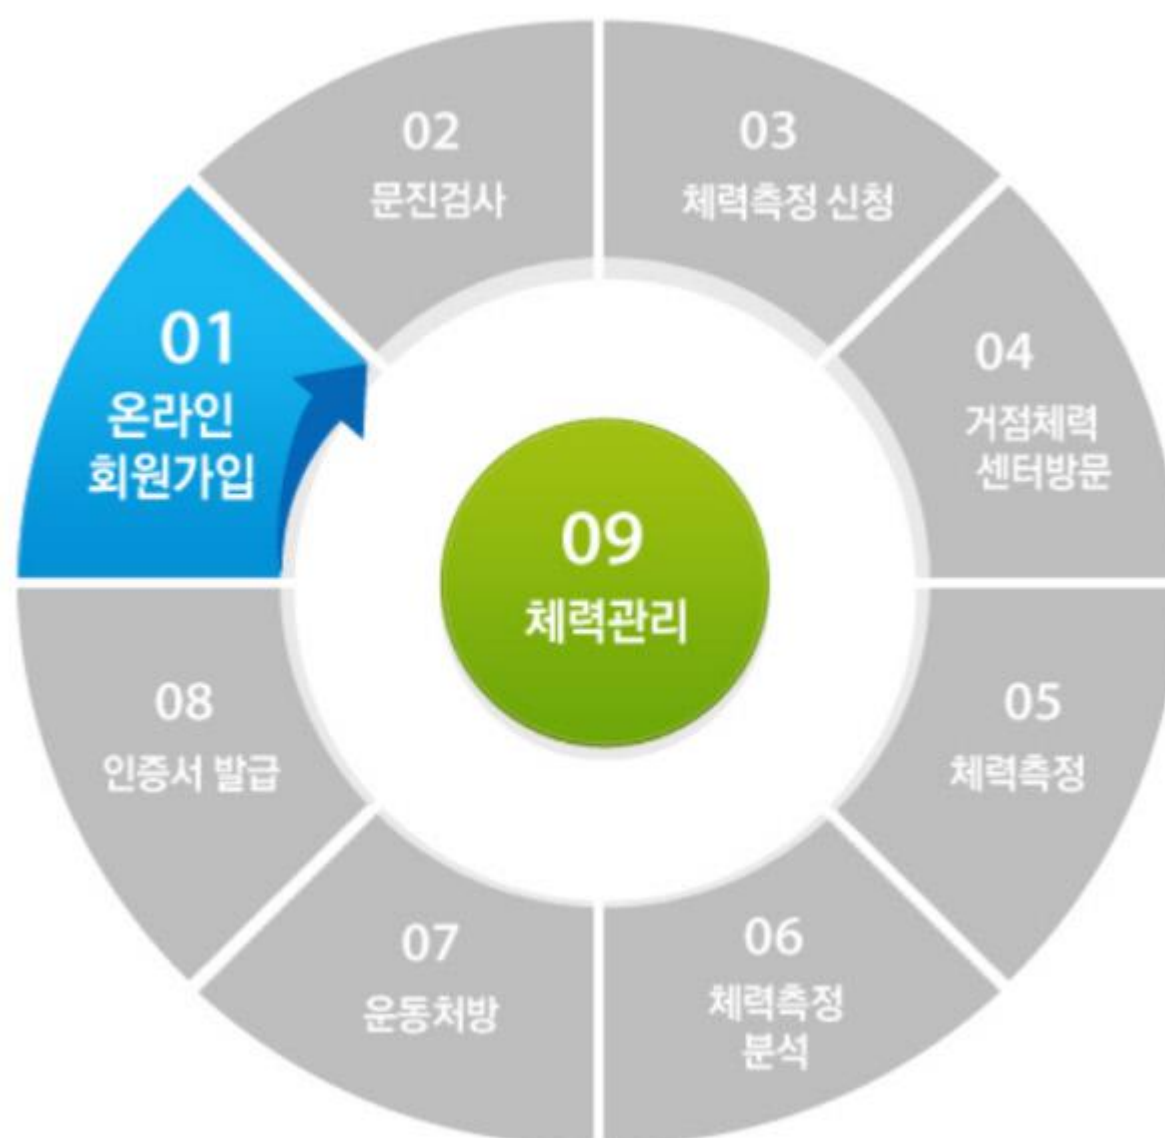 01
온라인
회원가입
02
문진검사
03
체력측정 신청
04
거점체력
센터방문
05
체력측정
06
체력측정
분석
07
운동처방
08
인증서 발급
09
체력관리